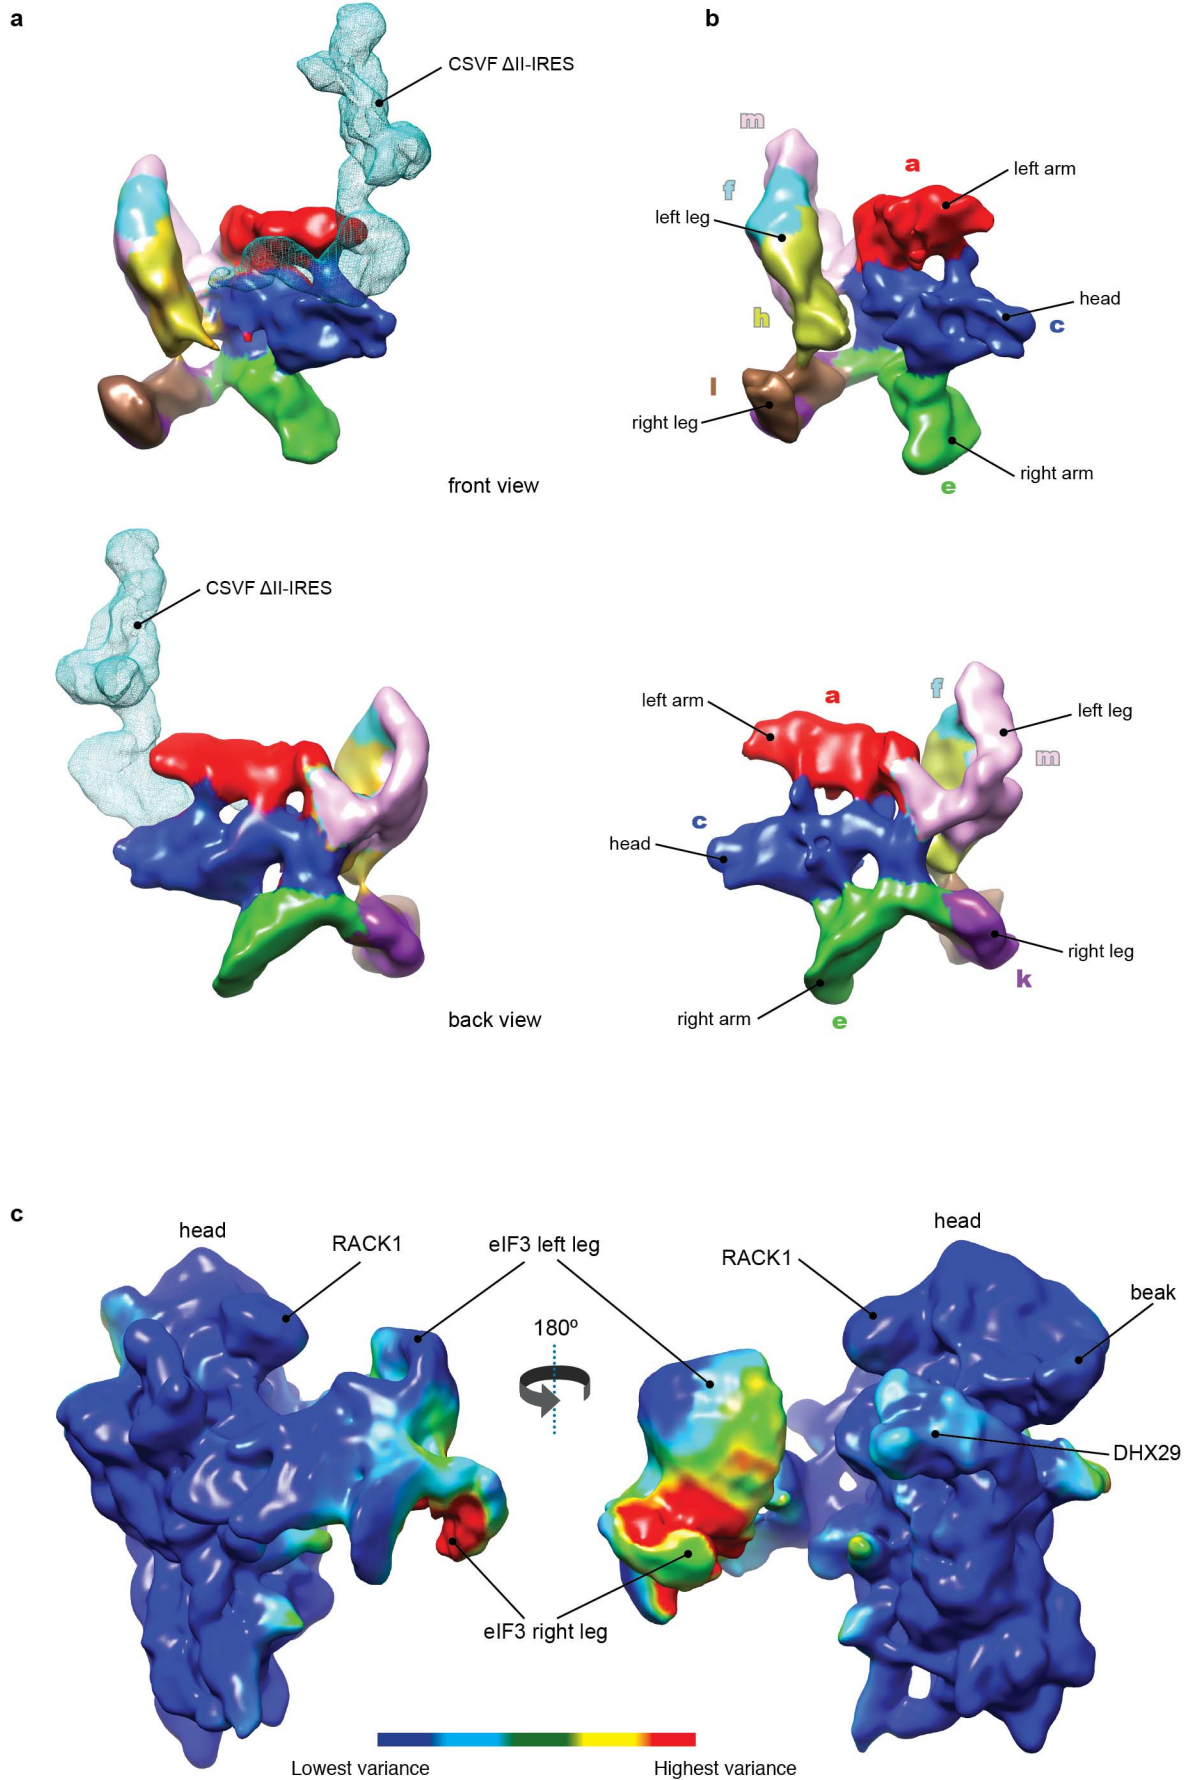 a
CSVF ΔII-IRES
front view
CSVF ΔII-IRES
back view
b
m
a
left arm
f
left leg
h
head
c
l
right leg
right arm
e
left arm
a
f
left leg
m
c
head
right leg
k
right arm
e
c
head
RACK1
eIF3 left leg
180º
RACK1
head
beak
DHX29
eIF3 right leg
Lowest variance
Highest variance